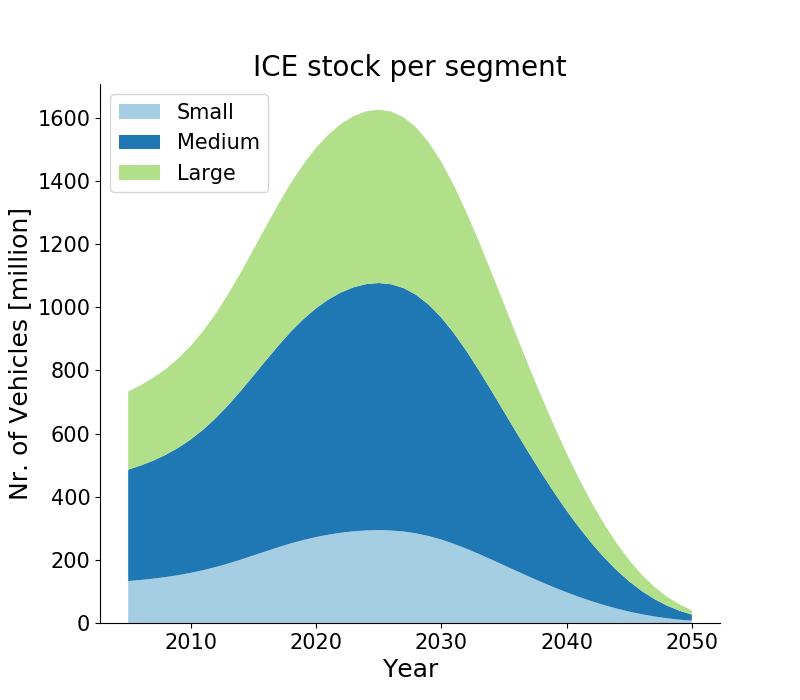 ICE stock per segment
Small
Medium
Large
Nr. of Vehicles [million]
1600
1400
1200
1000
800
600
400
200
0
2010 2020 2030 2040 2050
Year